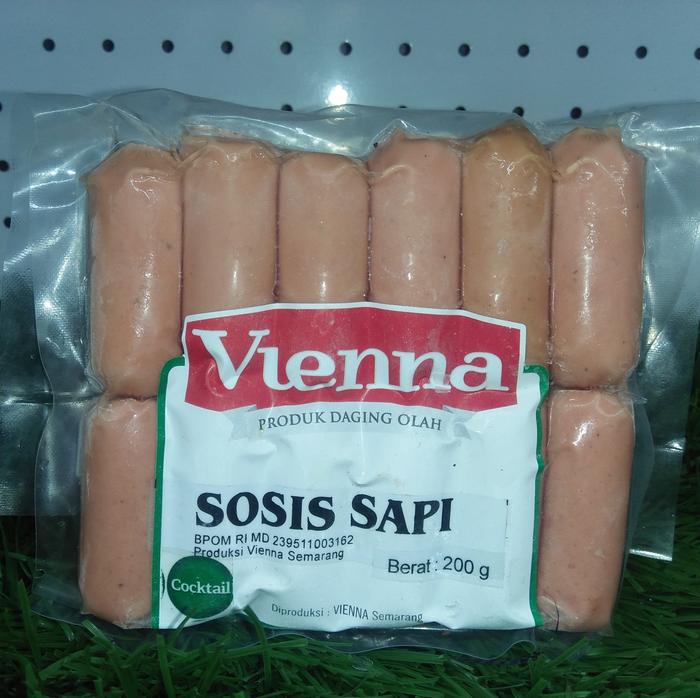 Vienna
PRODUK DAGING OLAH
SOSIS SAPI
BPOM RI MD 239511003162
Produksi Vienna Semarang
Berat : 200 g
Cocktail
Diproduksi : VIENNA Semarang